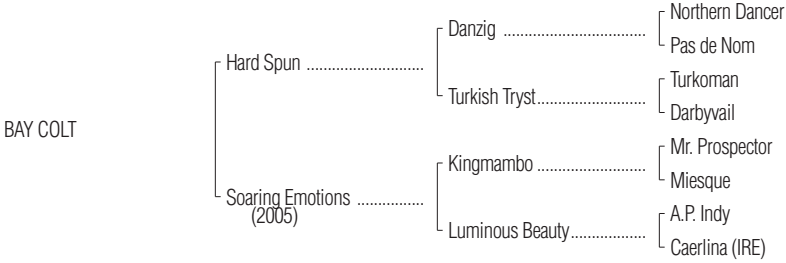 Northern Dancer
Danzig ..................................
Pas de Nom
Hard Spun ............................
Turkoman
Turkish Tryst..........................
Darbyvail
BAY COLT
Mr. Prospector
Kingmambo ..........................
Miesque
Soaring Emotions ................
(2005)
A.P. Indy
Luminous Beauty..................
Caerlina (IRE)